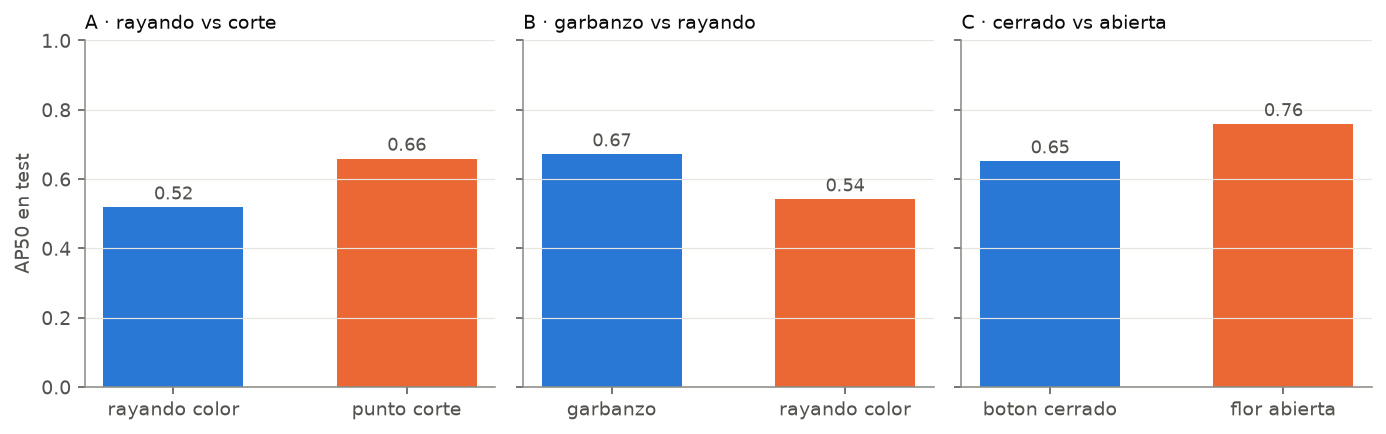 A · rayando vs corte
B · garbanzo vs rayando
C · cerrado vs abierta
AP50 en test
1.0
0.8
0.6
0.4
0.2
0.0
0.52
0.66
0.67
0.54
0.65
0.76
rayando color
punto corte
garbanzo
rayando color
boton cerrado
flor abierta